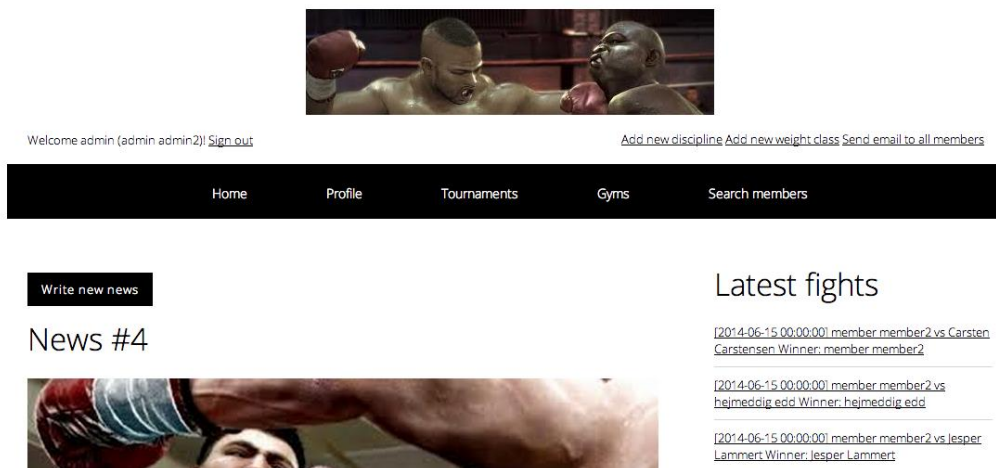 Welcome admin (admin admin2)! Sign out
Add new discipline Add new weight class Send email to all members
Home Profile Tournaments Gyms Search members
Write new news
News #4
Latest fights
[2014-06-15 00:00:00] member member2 vs Carsten
Carstensen Winner: member member2
[2014-06-15 00:00:00] member member2 vs
hejmeddig edd Winner: hejmeddig edd
[2014-06-15 00:00:00] member member2 vs Jesper
Lammert Winner: Jesper Lammert